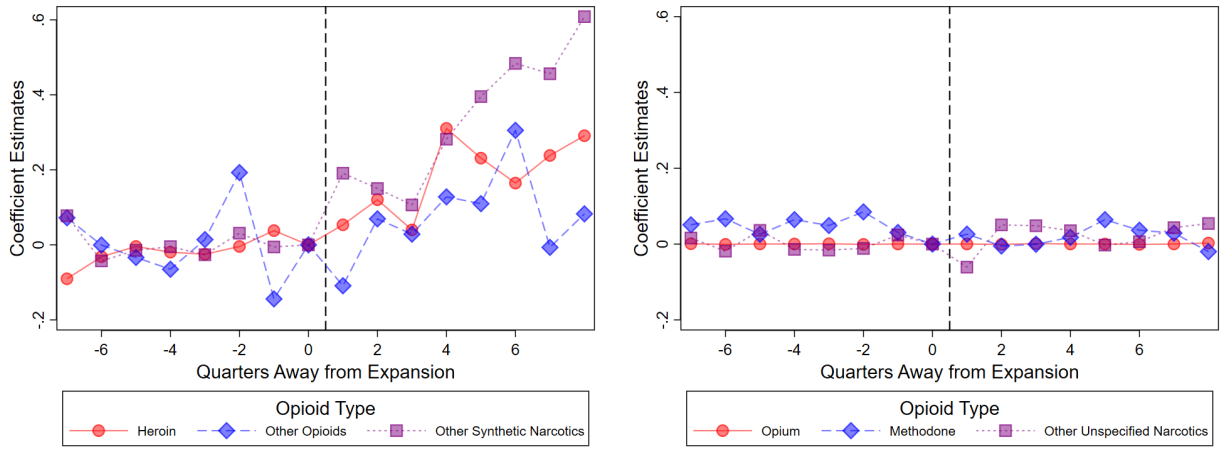 Coefficient Estimates
.6
.4
.2
0
-.2
-6
-4
-2
0
2
4
6
Quarters Away from Expansion
Opioid Type
Heroin
Other Opioids
Other Synthetic Narcotics
Coefficient Estimates
.6
.4
.2
0
-.2
-6
-4
-2
0
2
4
6
Quarters Away from Expansion
Opioid Type
Opium
Methodone
Other Unspecified Narcotics